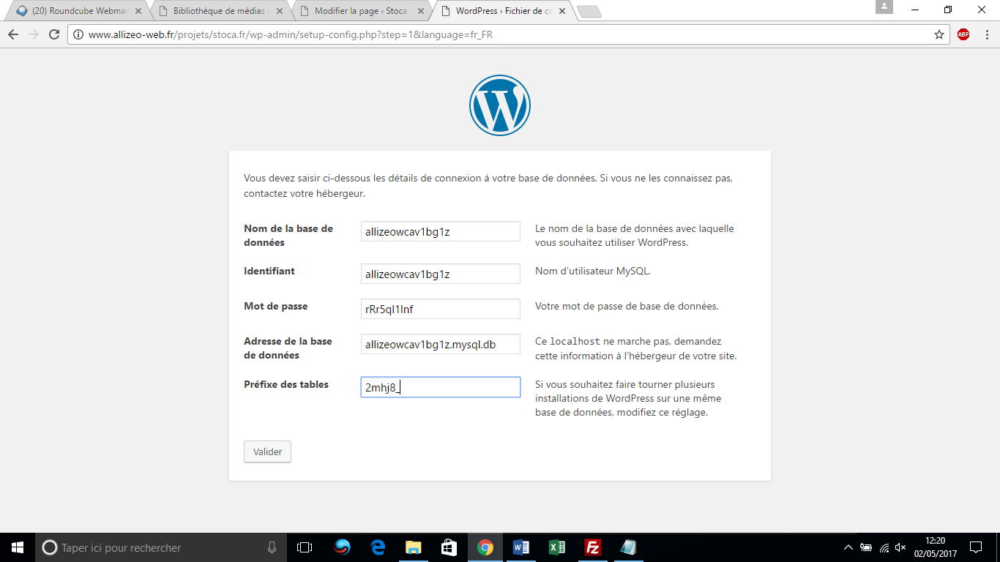 (20) Roundcube Webmai
Bibliothèque de médias ‹
Modifier la page ‹ Stoca -
WordPress › Fichier de co
www.allizeo-web.fr/projets/stoca.fr/wp-admin/setup-config.php?step=1&language=fr_FR
ABP
Vous devez saisir ci-dessous les détails de connexion à votre base de données. Si vous ne les connaissez pas,
contactez votre hébergeur.
Nom de la base de
données
allizeowcav1bg1z
Le nom de la base de données avec laquelle
vous souhaitez utiliser WordPress.
Identifiant
allizeowcav1bg1z
Nom d'utilisateur MySQL.
Mot de passe
Votre mot de passe de base de données.
Adresse de la base
de données
allizeowcav1bg1z.mysql.db
Ce localhost ne marche pas, demandez
cette information à l'hébergeur de votre site.
Préfixe des tables
2mhj8_
Si vous souhaitez faire tourner plusieurs
installations de WordPress sur une même
base de données, modifiez ce réglage.
Valider
Taper ici pour rechercher
12:20
02/05/2017